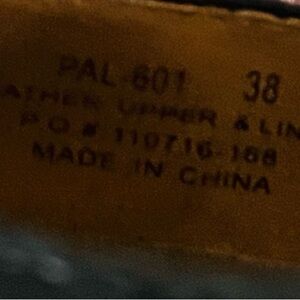 PAL-601 38
ATHER UPPER & LIN
P.O # 110716-168
MADE IN CHINA